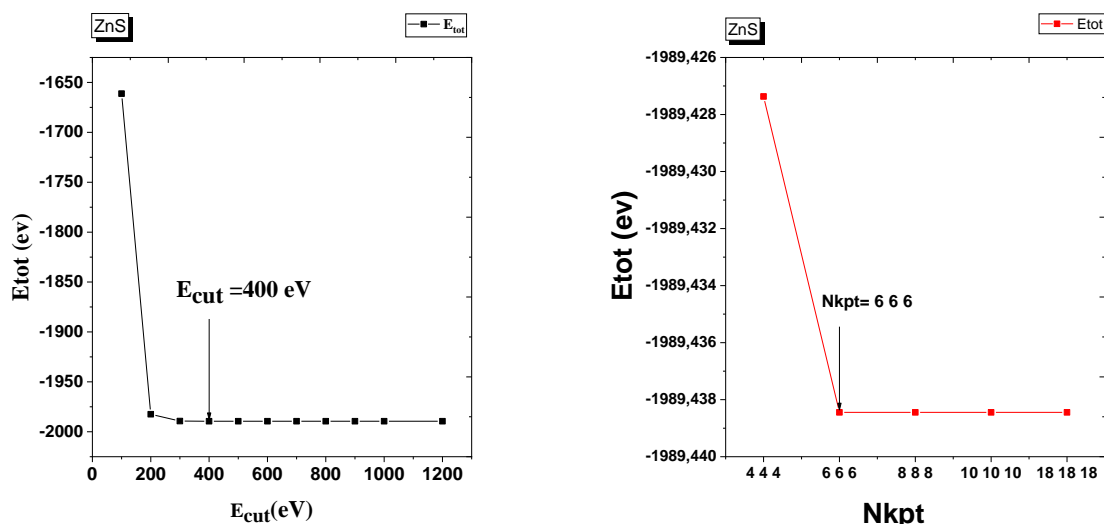 ZnS
E_tot
-1650
-1700
-1750
-1800
-1850
-1900
-1950
-2000
Etot (ev)
E_cut =400 eV
0 200 400 600 800 1000 1200
E_cut(eV)
ZnS
Etot
-1989,426
-1989,428
-1989,430
-1989,432
-1989,434
-1989,436
-1989,438
-1989,440
Etot (ev)
Nkpt= 6 6 6
4 4 4 6 6 6 8 8 8 10 10 10 18 18 18
Nkpt